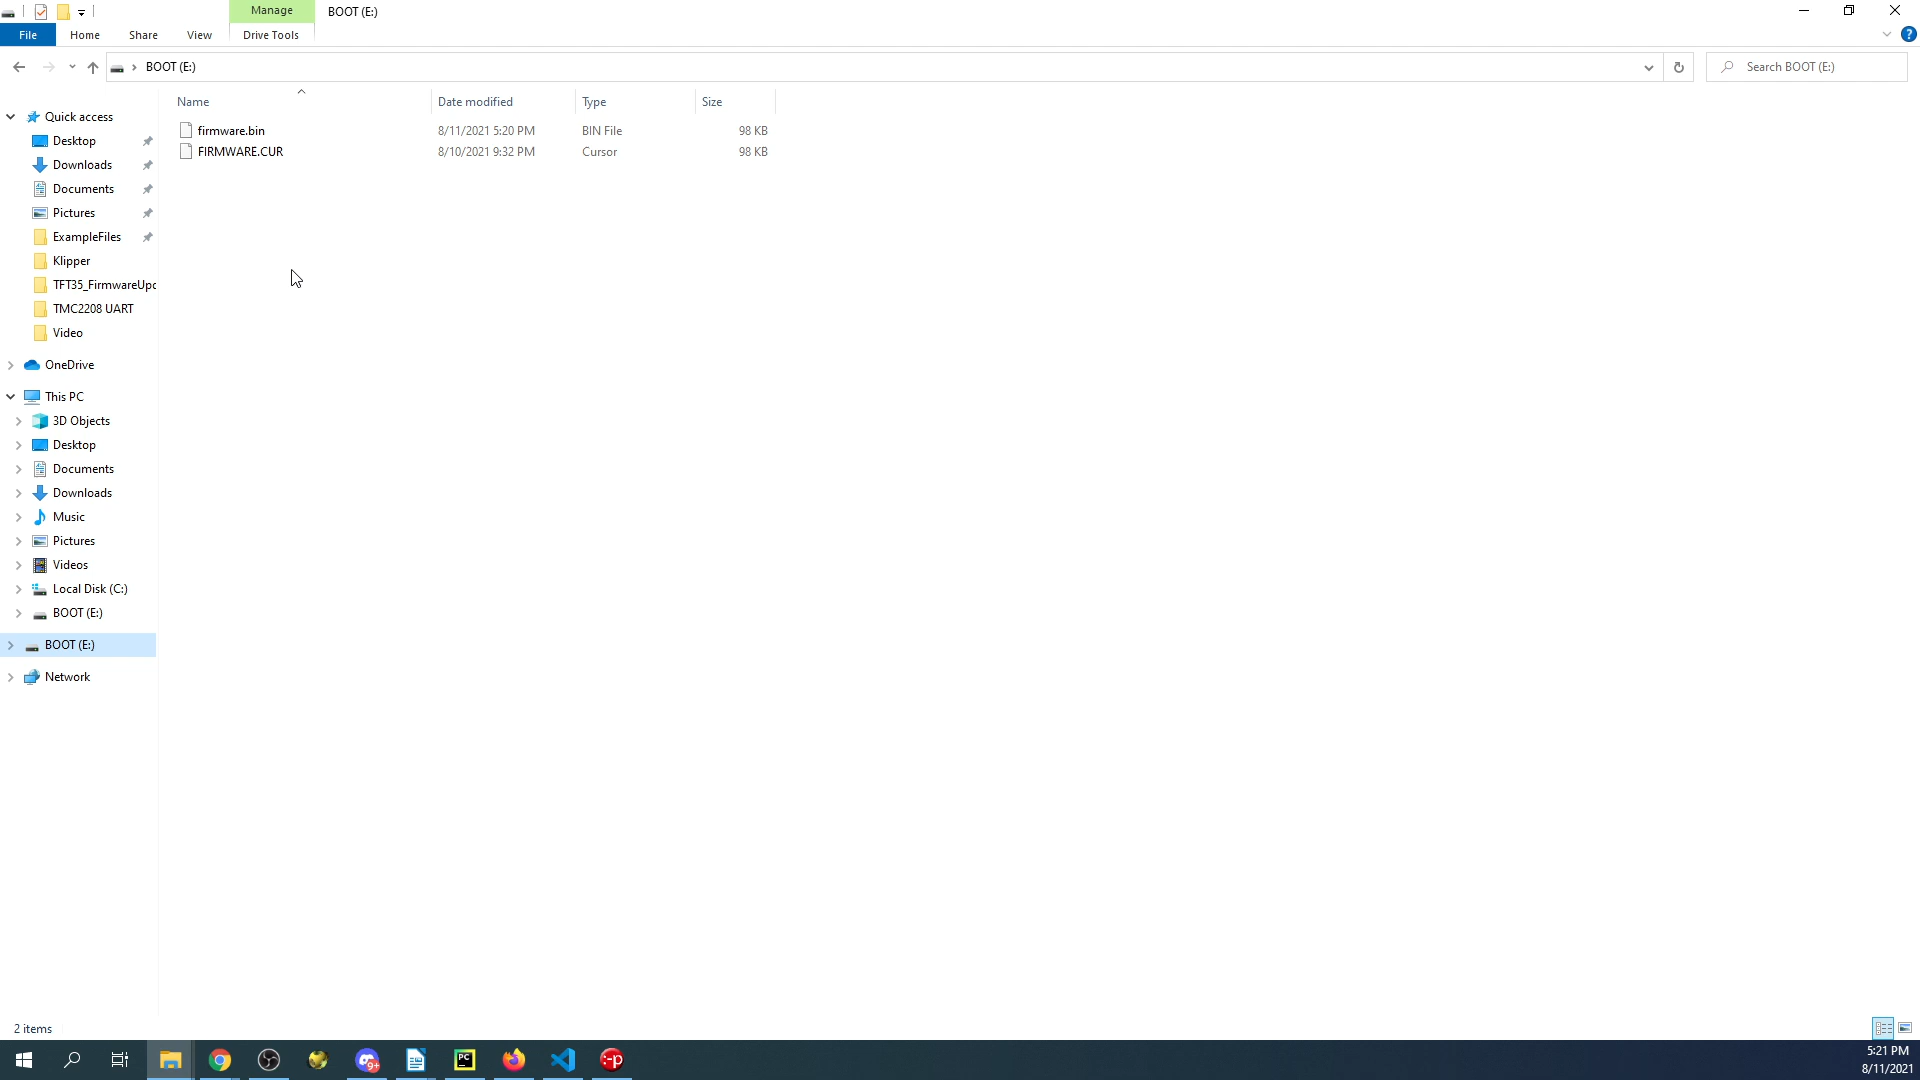 Manage
BOOT (E:)
File
Home
Share
View
Drive Tools
?
BOOT (E:)
Search BOOT (E:)
Name
Date modified
Type
Size
firmware.bin
8/11/2021 5:20 PM
BIN File
98 KB
FIRMWARE.CUR
8/10/2021 9:32 PM
Cursor
98 KB
Quick access
Desktop
Downloads
Documents
Pictures
ExampleFiles
Klipper
TFT35_FirmwareUpd
TMC2208 UART
Video
OneDrive
This PC
3D Objects
Desktop
Documents
Downloads
Music
Pictures
Videos
Local Disk (C:)
BOOT (E:)
BOOT (E:)
Network
2 items
9+
PC
:-p
5:21 PM
8/11/2021